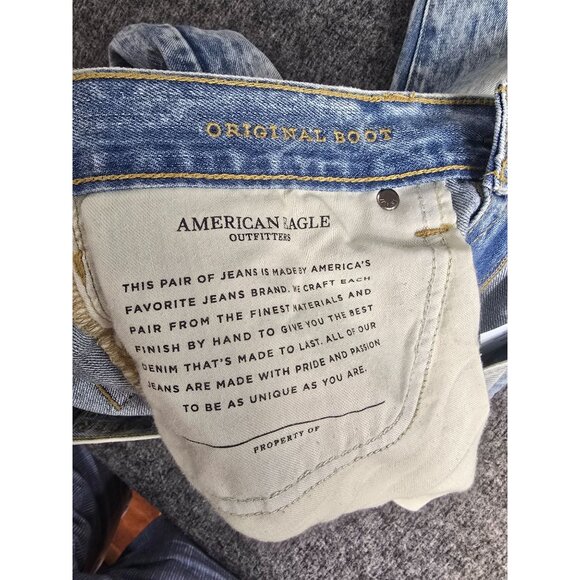 ORIGINAL BOOT
AMERICAN EAGLE
OUTFITTERS
THIS PAIR OF JEANS IS MADE BY AMERICA'S
FAVORITE JEANS BRAND. WE CRAFT EACH
PAIR FROM THE FINEST MATERIALS AND
FINISH BY HAND TO GIVE YOU THE BEST
DENIM THAT'S MADE TO LAST. ALL OF OUR
JEANS ARE MADE WITH PRIDE AND PASSION
TO BE AS UNIQUE AS YOU ARE.
PROPERTY OF